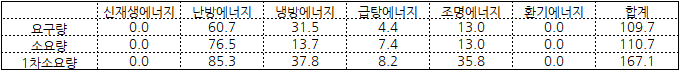 신재생에너지 난방에너지 냉방에너지 급탕에너지 조명에너지 환기에너지 합계
요구량 0.0 60.7 31.5 4.4 13.0 0.0 109.7
소요량 0.0 76.5 13.7 7.4 13.0 0.0 110.7
1차소요량 0.0 85.3 37.8 8.2 35.8 0.0 167.1